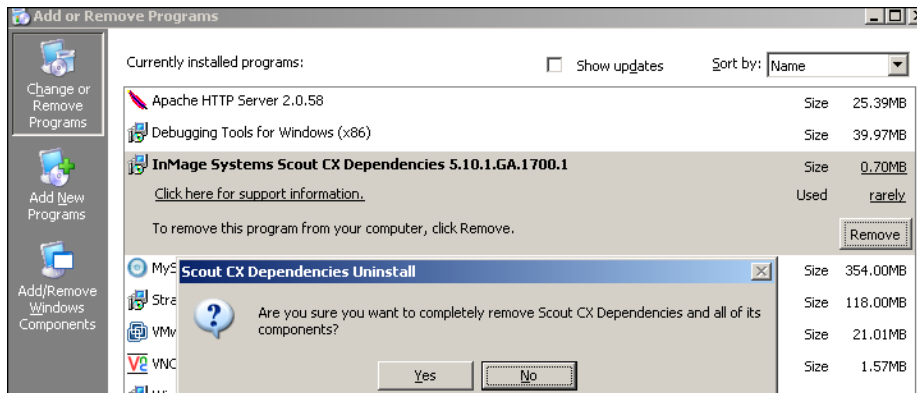 Add or Remove Programs
Change or
Remove
Programs
Add New
Programs
Add/Remove
Windows
Components
Currently installed programs:
Show updates
Sort by:
Name
Apache HTTP Server 2.0.58
Size
25.39MB
Debugging Tools for Windows (x86)
Size
39.97MB
InMage Systems Scout CX Dependencies 5.10.1.GA.1700.1
Size
0.70MB
Click here for support information.
Used
rarely
To remove this program from your computer, click Remove.
Remove
MyS
Size
354.00MB
Stra
Size
118.00MB
VMw
Size
21.01MB
VNC
Size
1.57MB
Scout CX Dependencies Uninstall
Are you sure you want to completely remove Scout CX Dependencies and all of its
components?
Yes
No